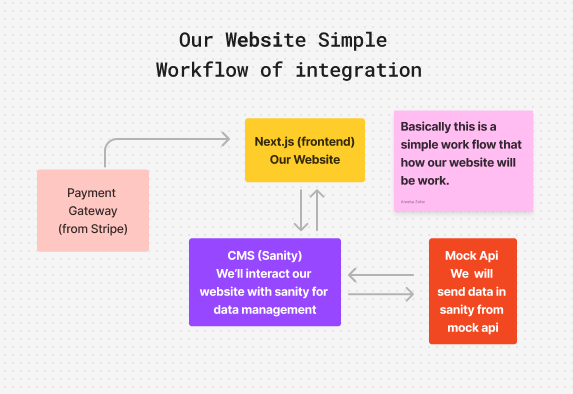 Our Website Simple
Workflow of integration
Next.js (frontend)
Our Website
Basically this is a
simple work flow that
how our website will
be work.
Payment
Gateway
(from Stripe)
CMS (Sanity)
We'll interact our
website with sanity for
data management
Mock Api
We will
send data in
sanity from
mock api